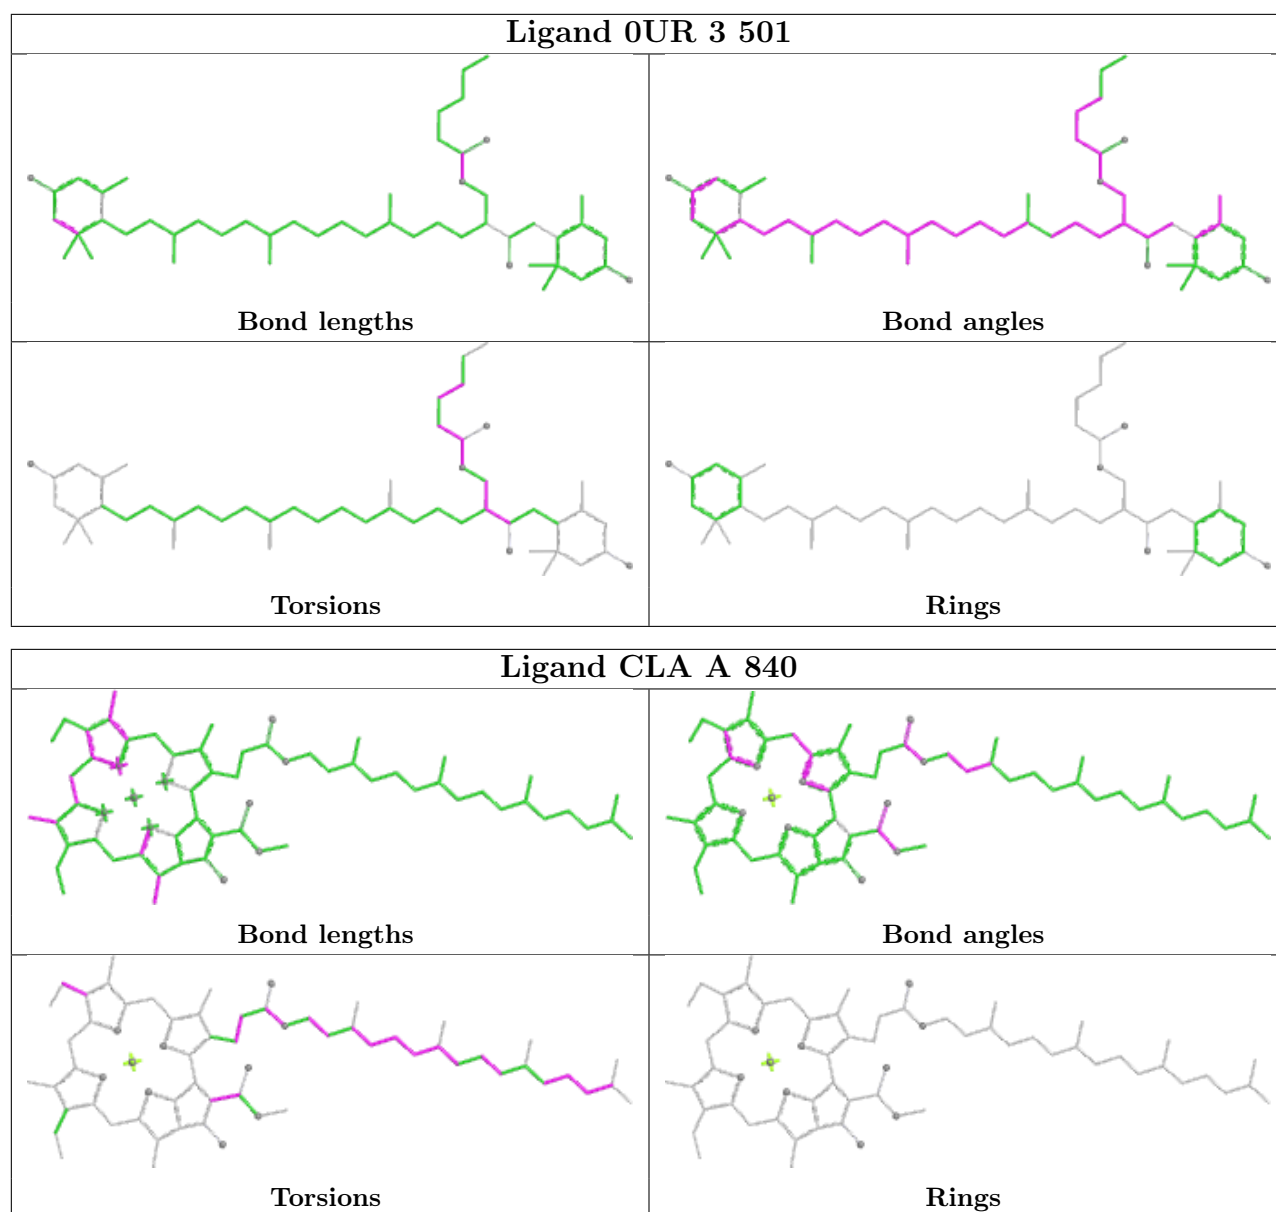 Ligand 0UR 3 501
Bond lengths
Bond angles
Torsions
Rings
Ligand CLA A 840
Bond lengths
Bond angles
Torsions
Rings